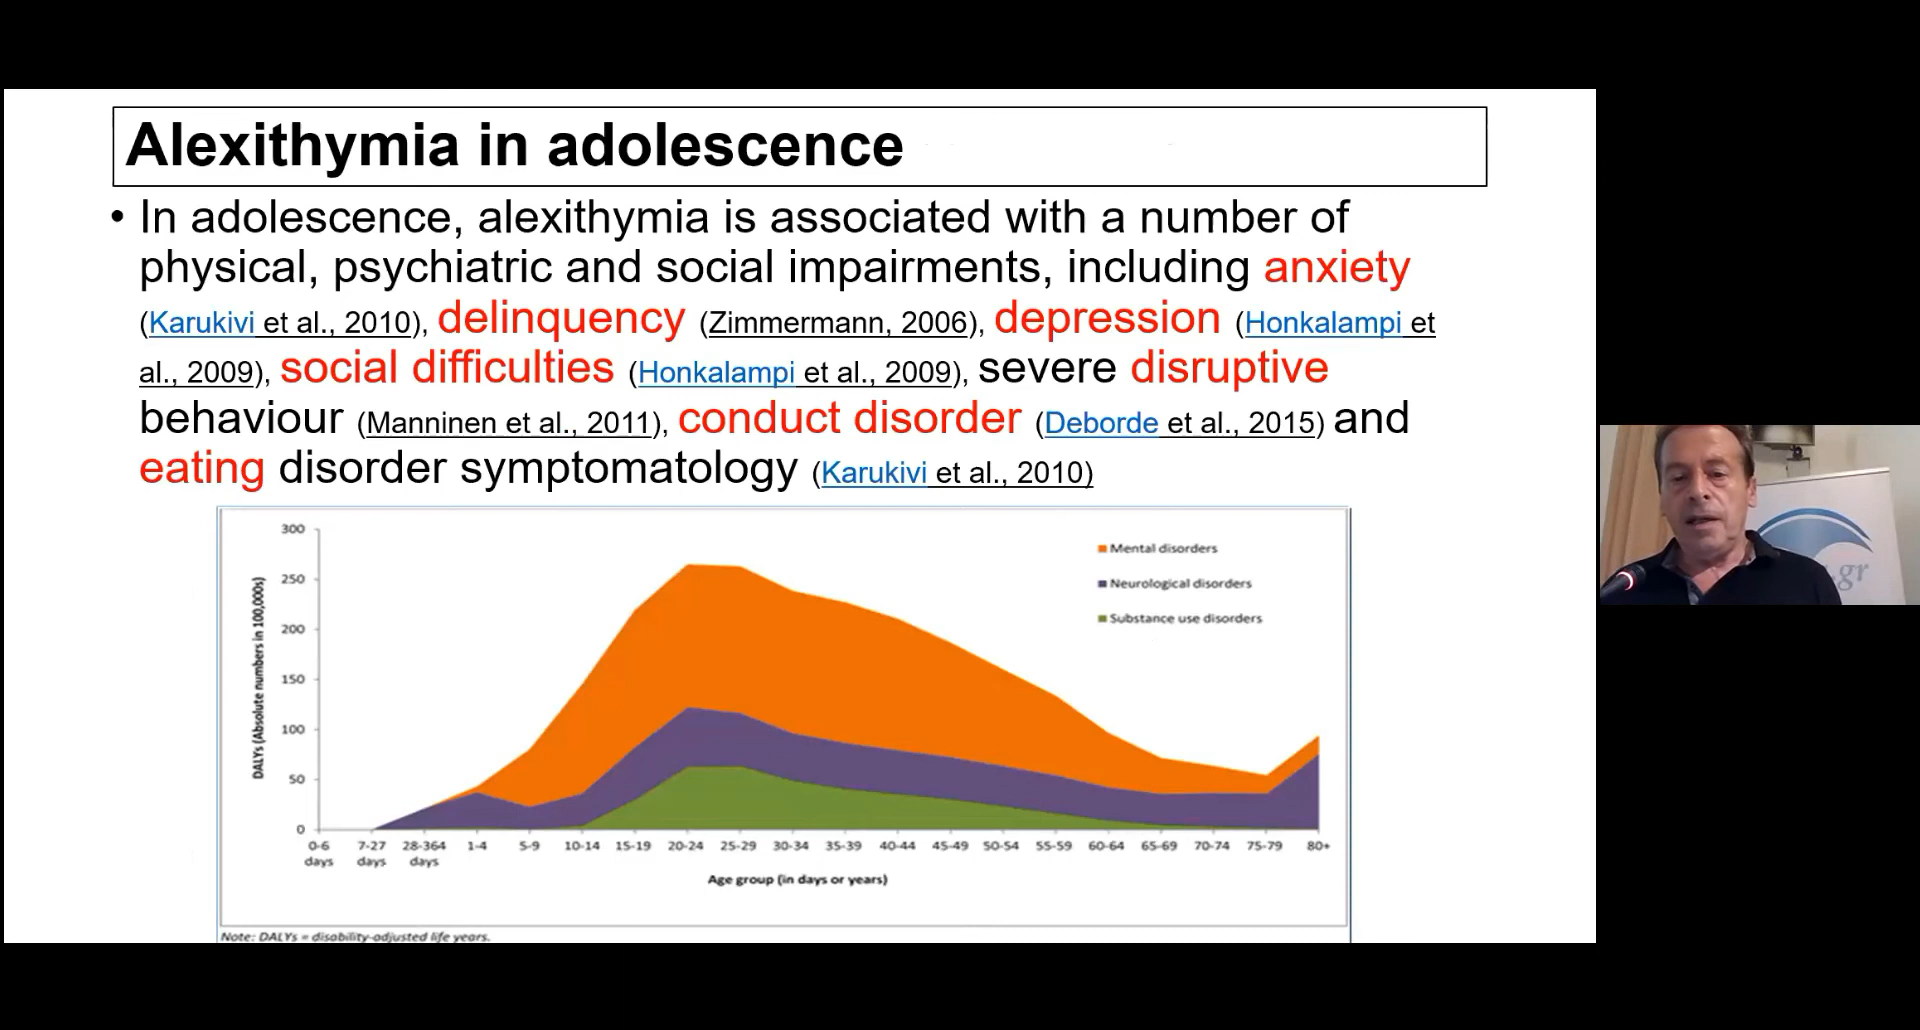 Alexithymia in adolescence
• In adolescence, alexithymia is associated with a number of
physical, psychiatric and social impairments, including anxiety
(Karukivi et al., 2010), delinquency (Zimmermann, 2006), depression (Honkalampi et
al., 2009), social difficulties (Honkalampi et al., 2009), severe disruptive
behaviour (Manninen et al., 2011), conduct disorder (Deborde et al., 2015) and
eating disorder symptomatology (Karukivi et al., 2010)
300
250
200
150
100
50
0
DALYs (Absolute numbers in 100,000s)
Mental disorders
Neurological disorders
Substance use disorders
0-6 7-27 28-364 1-4 5-9 10-14 15-19 20-24 25-29 30-34 35-39 40-44 45-49 50-54 55-59 60-64 65-69 70-74 75-79 80+
days days days
Age group (in days or years)
Note: DALYs = disability-adjusted life years.
.gr